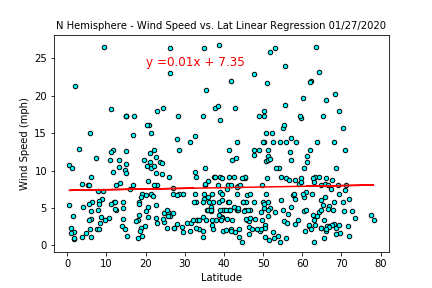 N Hemisphere - Wind Speed vs. Lat Linear Regression 01/27/2020
y =0.01x + 7.35
Wind Speed (mph)
25
20
15
10
5
0
0 10 20 30 40 50 60 70 80
Latitude